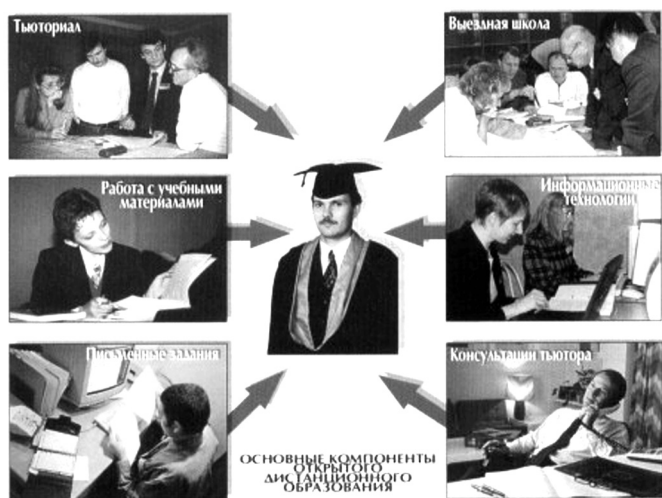 Тьюториал
Выездная школа
Работа с учебными
материалами
Информационные
технологии
Письменные задания
Консультации тьютора
ОСНОВНЫЕ КОМПОНЕНТЫ
ОТКРЫТОГО
ДИСТАНЦИОННОГО
ОБРАЗОВАНИЯ